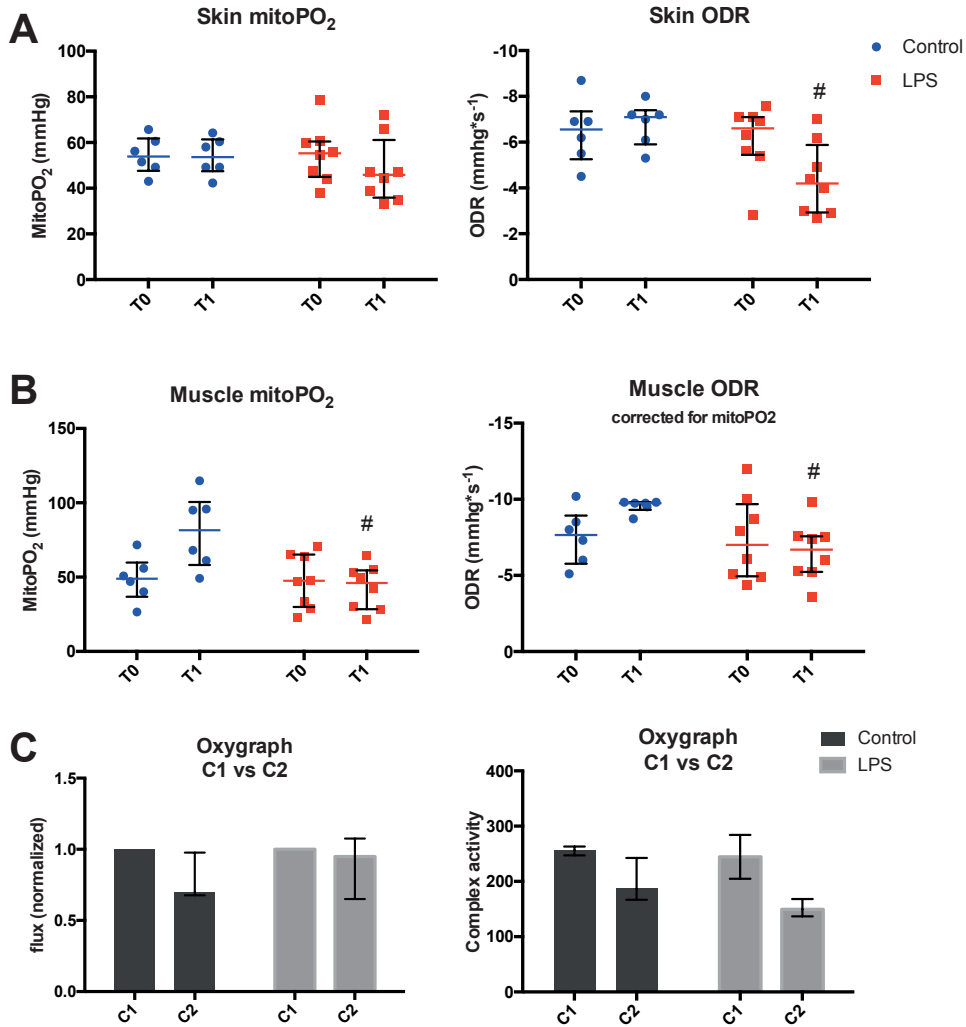 A
Skin mitoPO₂
MitoPO₂ (mmHg)
100
80
60
40
20
0
T0
T1
T0
T1
Skin ODR
ODR (mmhg*s⁻¹)
-10
-8
-6
-4
-2
0
#
T0
T1
T0
T1
Control
LPS
B
Muscle mitoPO₂
MitoPO₂ (mmHg)
150
100
50
0
#
T0
T1
T0
T1
Muscle ODR
corrected for mitoPO2
ODR (mmhg*s⁻¹)
-15
-10
-5
0
#
T0
T1
T0
T1
C
Oxygraph
C1 vs C2
flux (normalized)
1.5
1.0
0.5
0.0
C1
C2
C1
C2
Oxygraph
C1 vs C2
Complex activity
400
300
200
100
0
C1
C2
C1
C2
Control
LPS